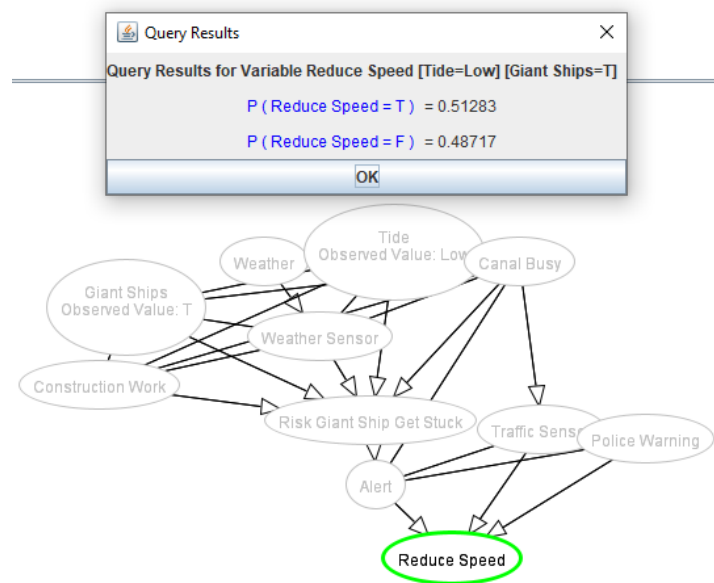 Query Results
Query Results for Variable Reduce Speed [Tide=Low] [Giant Ships=T]
P ( Reduce Speed = T ) = 0.51283
P ( Reduce Speed = F ) = 0.48717
OK
Tide
Observed Value: Low
Weather
Canal Busy
Giant Ships
Observed Value: T
Weather Sensor
Construction Work
Risk Giant Ship Get Stuck
Traffic Senso
Police Warning
Alert
Reduce Speed